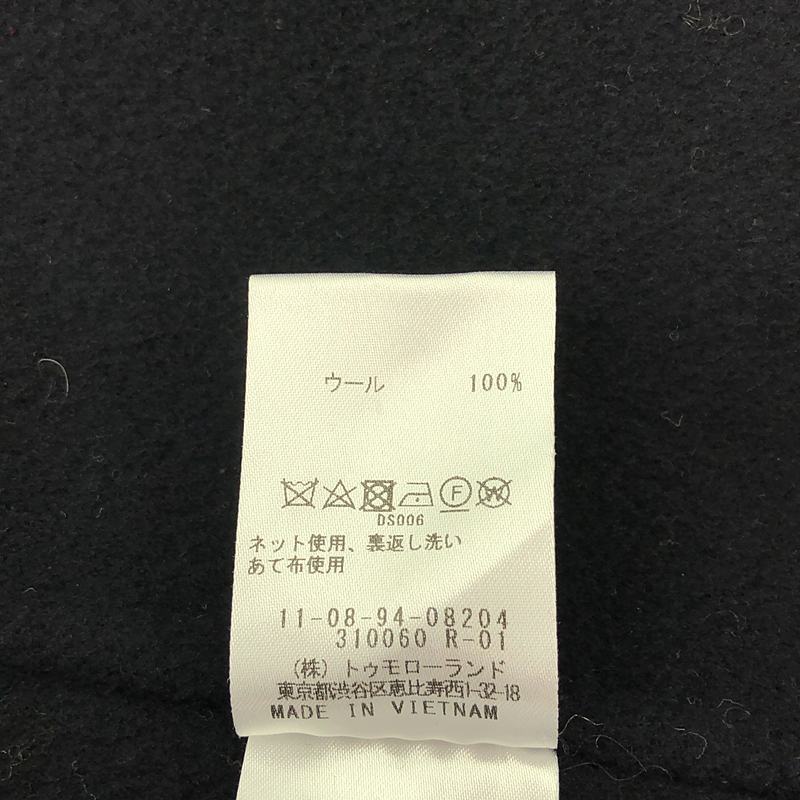 ウール 100%
F W
DS006
ネット使用、裏返し洗い
あて布使用
11-08-94-08204
310060 R-01
(株) トゥモローランド
東京都渋谷区恵比寿西1-32-18
MADE IN VIETNAM